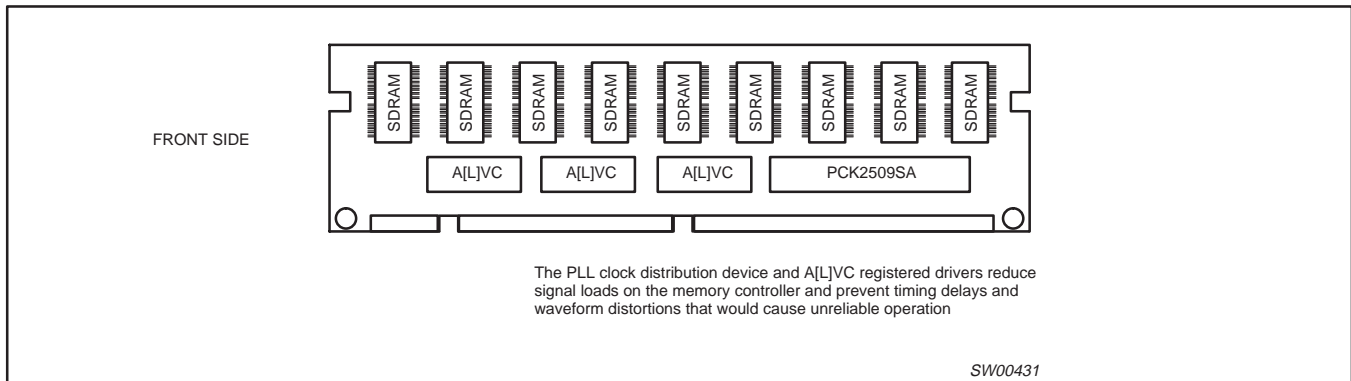 SDRAM SDRAM SDRAM SDRAM SDRAM SDRAM SDRAM SDRAM SDRAM
FRONT SIDE
A[L]VC A[L]VC A[L]VC PCK2509SA
The PLL clock distribution device and A[L]VC registered drivers reduce
signal loads on the memory controller and prevent timing delays and
waveform distortions that would cause unreliable operation
SW00431